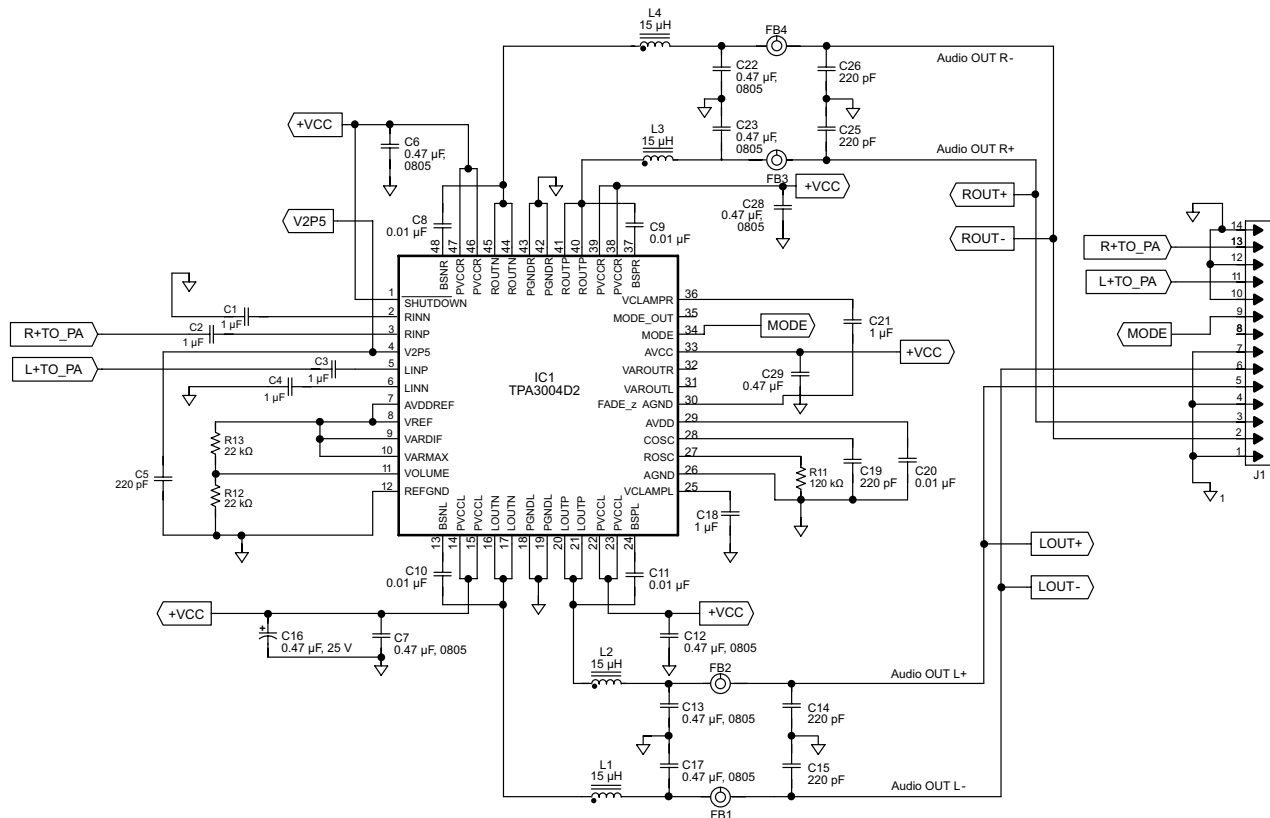 L4
15 µH
FB4
Audio OUT R-
C22
0.47 µF,
0805
C26
220 pF
+VCC
C6
0.47 µF,
0805
C23
0.47 µF,
0805
C25
220 pF
L3
15 µH
FB3
Audio OUT R+
+VCC
C28
0.47 µF,
0805
ROUT+
ROUT-
V2P5
C8
0.01 µF
C9
0.01 µF
48
47
46
45
44
43
42
41
40
39
38
37
BSNR
PVCCR
PVCCR
ROUTN
ROUTN
PGNDR
PGNDR
ROUTP
ROUTP
PVCCR
PVCCR
BSPR
R+TO_PA
L+TO_PA
MODE
14
13
12
11
10
9
8
7
6
5
4
3
2
1
J1
1
R+TO_PA
L+TO_PA
C1
1 µF
C2
1 µF
C3
1 µF
C4
1 µF
C5
220 pF
R13
22 kΩ
R12
22 kΩ
1
SHUTDOWN
2
RINN
3
RINP
4
V2P5
5
LINP
6
LINN
7
AVDDREF
8
VREF
9
VARDIF
10
VARMAX
11
VOLUME
12
REFGND
IC1
TPA3004D2
VCLAMPR
36
MODE_OUT
35
MODE
34
AVCC
33
VAROUTR
32
VAROUTL
31
FADE_z AGND
30
AVDD
29
COSC
28
ROSC
27
AGND
26
VCLAMPL
25
MODE
C21
1 µF
+VCC
C29
0.47 µF
R11
120 kΩ
C19
220 pF
C20
0.01 µF
C18
1 µF
BSNL
PVCCL
PVCCL
LOUTN
LOUTN
PGNDL
PGNDL
LOUTP
LOUTP
PVCCL
PVCCL
BSPL
13
14
15
16
17
18
19
20
21
22
23
24
C10
0.01 µF
C11
0.01 µF
LOUT+
LOUT-
+VCC
C16
0.47 µF, 25 V
+
C7
0.47 µF, 0805
+VCC
C12
0.47 µF, 0805
L2
15 µH
FB2
Audio OUT L+
C13
0.47 µF, 0805
C14
220 pF
C17
0.47 µF, 0805
C15
220 pF
L1
15 µH
FB1
Audio OUT L-